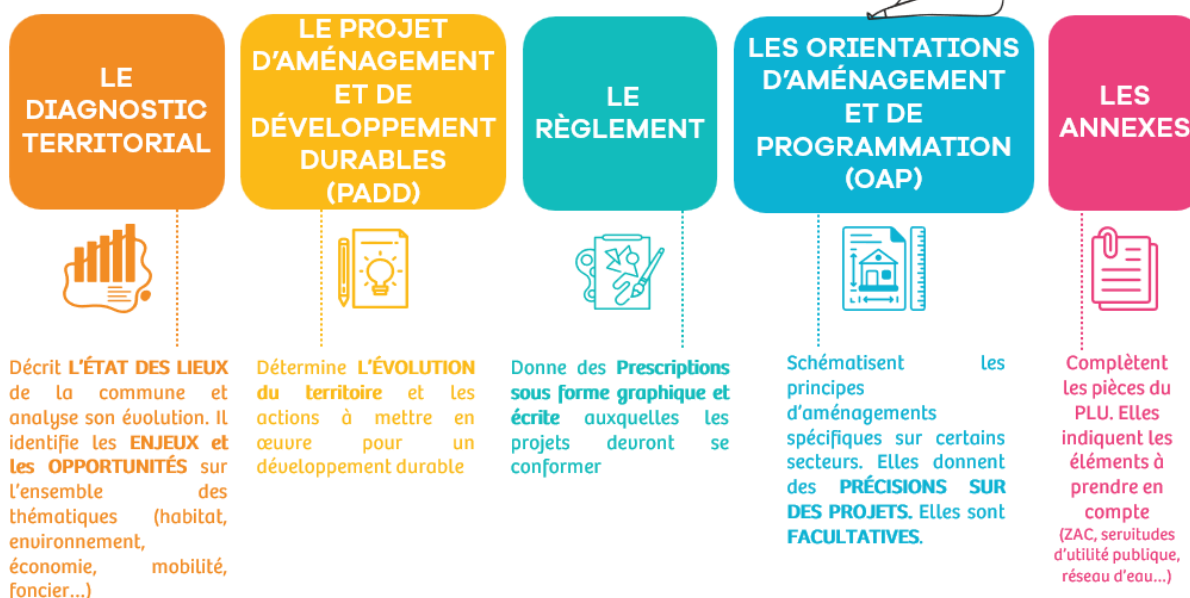 LE
DIAGNOSTIC
TERRITORIAL
LE PROJET
D'AMÉNAGEMENT
ET DE
DÉVELOPPEMENT
DURABLES
(PADD)
LE
RÈGLEMENT
LES ORIENTATIONS
D'AMÉNAGEMENT
ET DE
PROGRAMMATION
(OAP)
LES
ANNEXES
Décrit L'ÉTAT DES LIEUX
de la commune et
analyse son évolution. Il
identifie les ENJEUX et
les OPPORTUNITÉS sur
l'ensemble des
thématiques (habitat,
environnement,
économie, mobilité,
foncier...)
Détermine L'ÉVOLUTION
du territoire et les
actions à mettre en
œuvre pour un
développement durable
Donne des Prescriptions
sous forme graphique et
écrite auxquelles les
projets devront se
conformer
Schématisent les
principes
d'aménagements
spécifiques sur certains
secteurs. Elles donnent
des PRÉCISIONS SUR
DES PROJETS. Elles sont
FACULTATIVES.
Complètent
les pièces du
PLU. Elles
indiquent les
éléments à
prendre en
compte
(ZAC, servitudes
d'utilité publique,
réseau d'eau...)